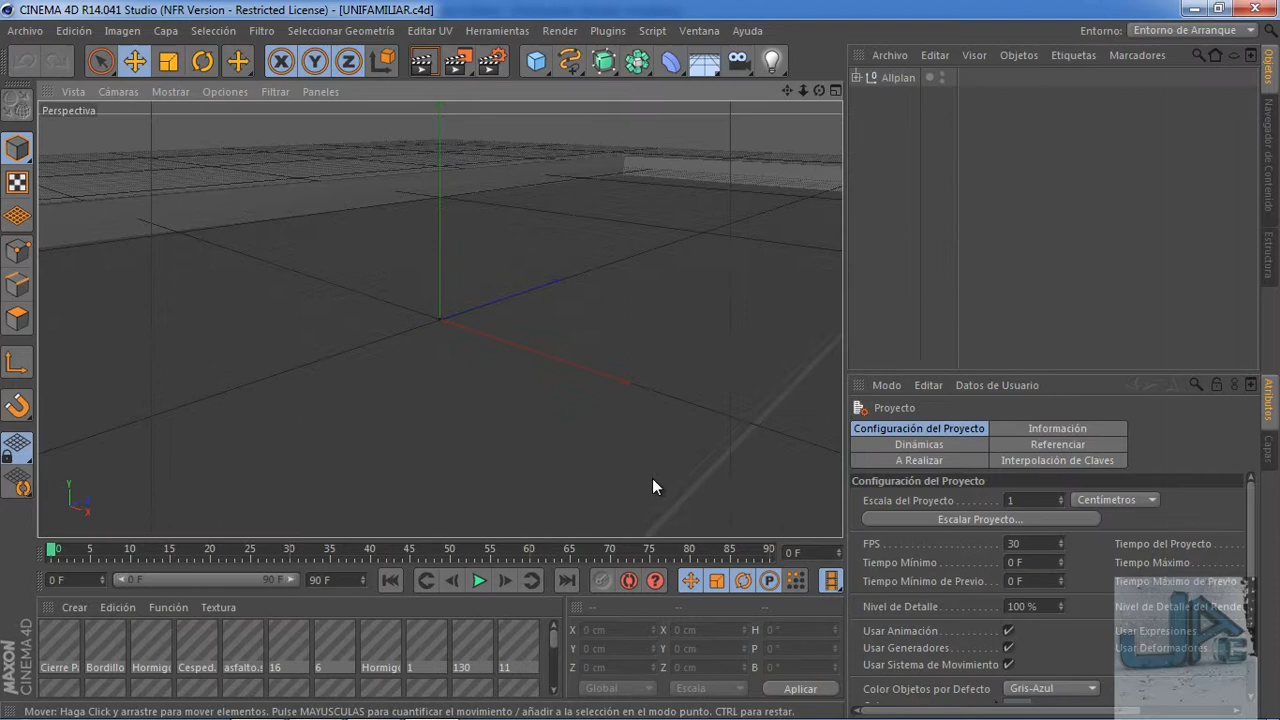 CINEMA 4D R14.041 Studio (NFR Version - Restricted License) - [UNIFAMILIAR.c4d]
Archivo Edición Imagen Capa Selección Filtro Seleccionar Geometría Editar UV Herramientas Render Plugins Script Ventana Ayuda
Entorno: Entorno de Arranque
Archivo Editar Visor Objetos Etiquetas Marcadores
Allplan
Vista Cámaras Mostrar Opciones Filtrar Paneles
Perspectiva
Y
Z
X
Objetos
Navegador de Contenido
Estructura
Modo Editar Datos de Usuario
Proyecto
Configuración del Proyecto Información
Dinámicas Referenciar
A Realizar Interpolación de Claves
Configuración del Proyecto
Escala del Proyecto 1 Centímetros
Escalar Proyecto...
FPS 30 Tiempo del Proyecto
Tiempo Mínimo 0 F Tiempo Máximo
Tiempo Mínimo de Previo 0 F Tiempo Máximo de Previo
Nivel de Detalle 100 % Nivel de Detalle del Rende
Usar Animación Usar Expresiones
Usar Generadores Usar Deformadores
Usar Sistema de Movimiento
Color Objetos por Defecto Gris-Azul
Atributos
Capas
0 5 10 15 20 25 30 35 40 45 50 55 60 65 70 75 80 85 90 0 F
0 F 0 F 90 F 90 F
Crear Edición Función Textura
Cierre P Bordillo Hormig Cesped. asfalto.s 16 6 Hormig 1 130 11
-- -- --
X 0 cm X 0 cm H 0 °
Y 0 cm Y 0 cm P 0 °
Z 0 cm Z 0 cm B 0 °
Global Escala Aplicar
MAXON CINEMA 4D
Mover: Haga Click y arrastre para mover elementos. Pulse MAYUSCULAS para cuantificar el movimiento / añadir a la selección en el modo punto. CTRL para restar.